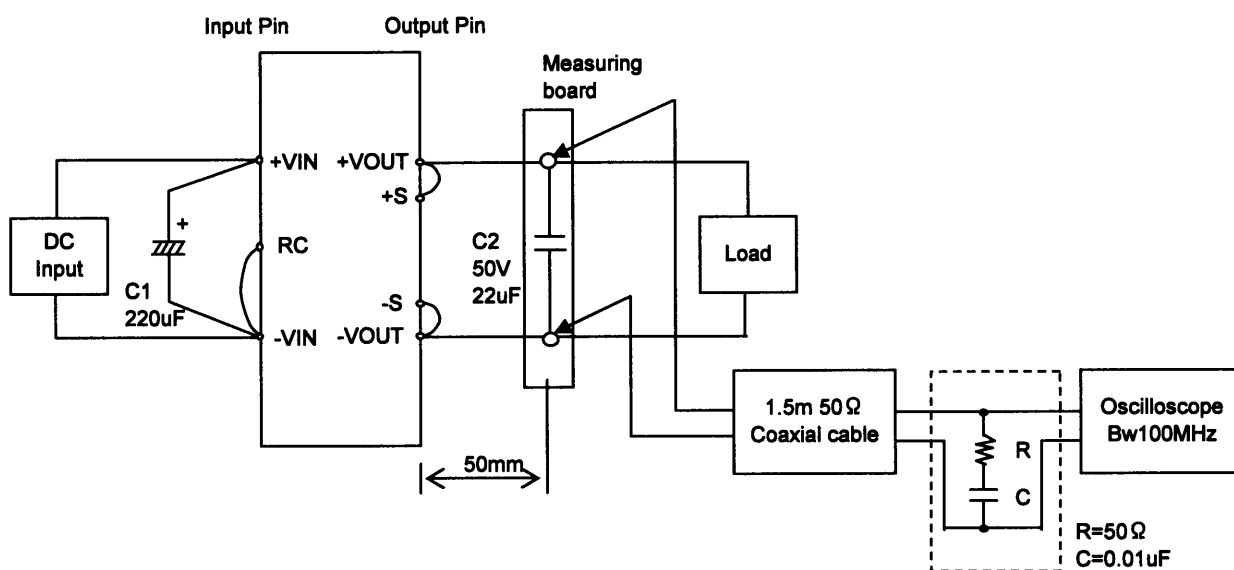 Input Pin
Output Pin
Measuring
board
+VIN
+VOUT
+S
+
DC
Input
RC
C1
220uF
-VIN
-S
-VOUT
C2
50V
22uF
Load
50mm
1.5m 50Ω
Coaxial cable
R
C
Oscilloscope
Bw100MHz
R=50Ω
C=0.01uF